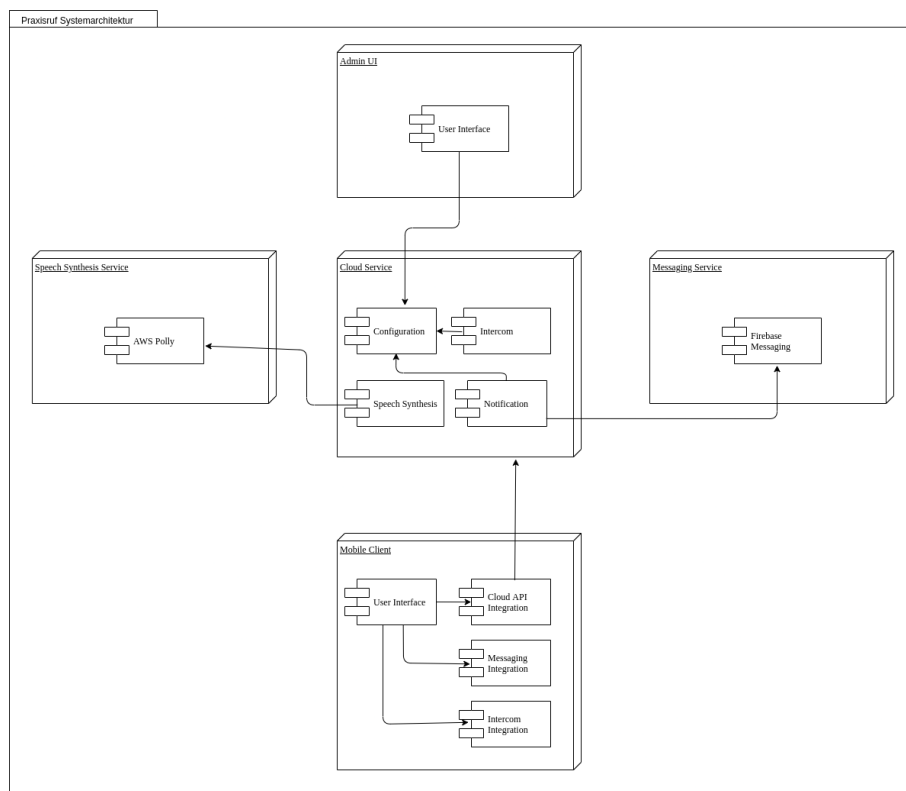 Praxisruf Systemarchitektur
Admin UI
User Interface
Speech Synthesis Service
AWS Polly
Cloud Service
Configuration
Intercom
Speech Synthesis
Notification
Messaging Service
Firebase
Messaging
Mobile Client
User Interface
Cloud API
Integration
Messaging
Integration
Intercom
Integration